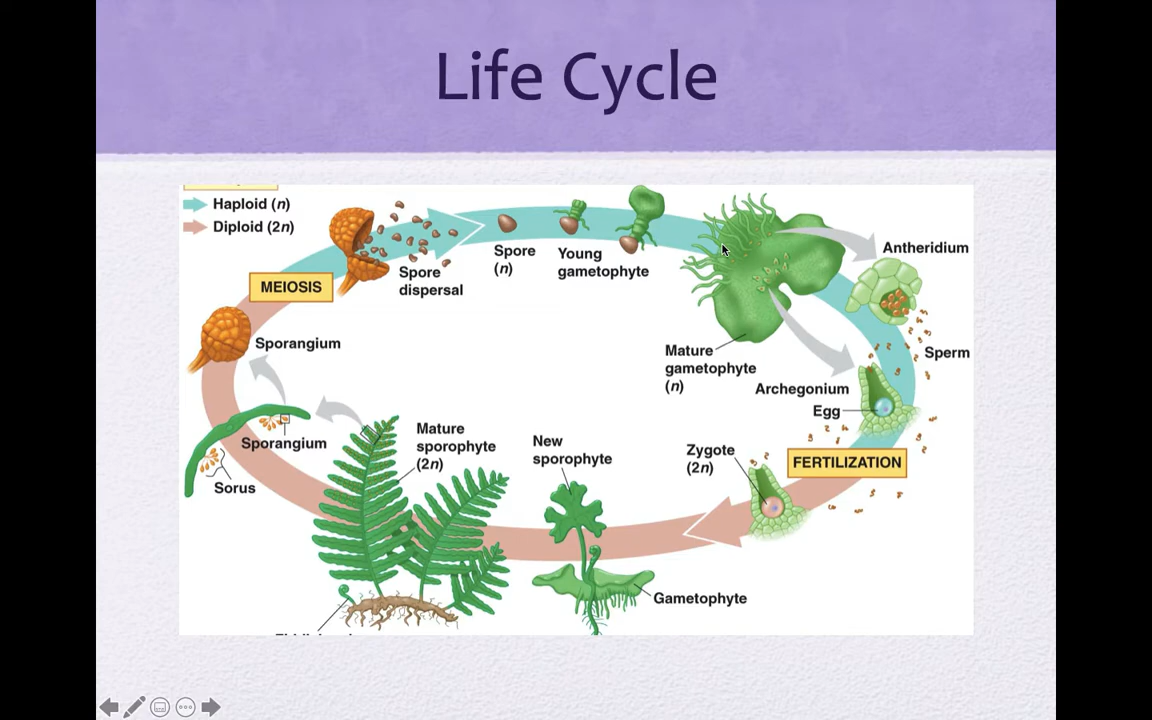 Life Cycle
Haploid (n)
Diploid (2n)
MEIOSIS
Spore
dispersal
Spore
(n)
Young
gametophyte
Antheridium
Sporangium
Mature
gametophyte
(n)
Sperm
Archegonium
Egg
Sporangium
Sorus
Mature
sporophyte
(2n)
New
sporophyte
Zygote
(2n)
FERTILIZATION
Gametophyte